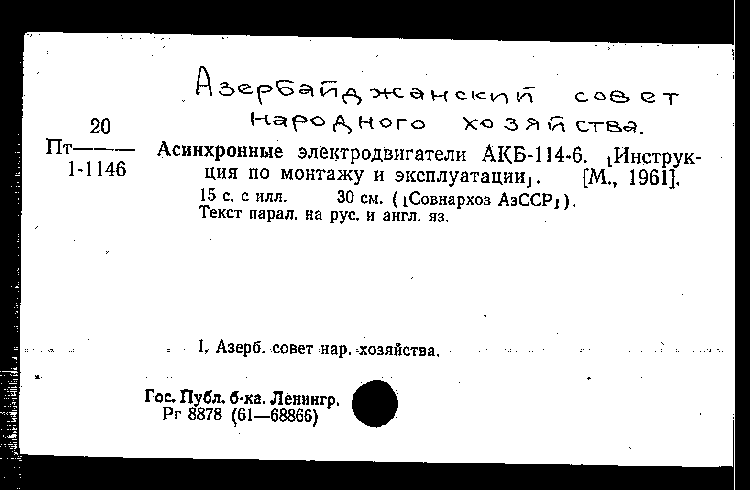 Азербайджанский совет
народного хозяйства.
20
Пт
1-1146
Асинхронные электродвигатели АКБ-114-6. [Инструк-
ция по монтажу и эксплуатации]. [М., 1961].
15 с. с илл. 30 см. ([Совнархоз АзССР]).
Текст парал. на рус. и англ. яз.
I. Азерб. совет нар. хозяйства.
Гос. Публ. б-ка. Ленингр.
Рг 8878 (61—68866)